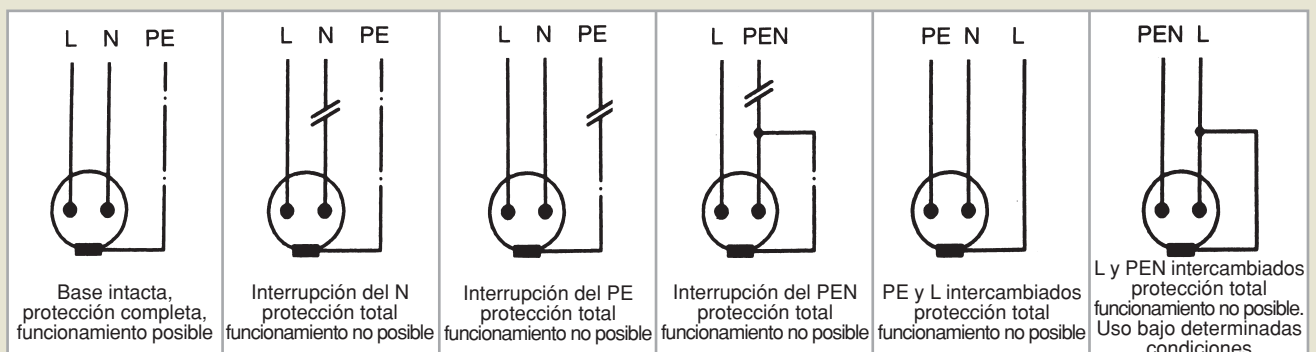 L N PE
Base intacta,
protección completa,
funcionamiento posible
L N PE
Interrupción del N
protección total
funcionamiento no posible
L N PE
Interrupción del PE
protección total
funcionamiento no posible
L PEN
Interrupción del PEN
protección total
funcionamiento no posible
PE N L
PE y L intercambiados
protección total
funcionamiento no posible
PEN L
L y PEN intercambiados
protección total
funcionamiento no posible.
Uso bajo determinadas
condiciones